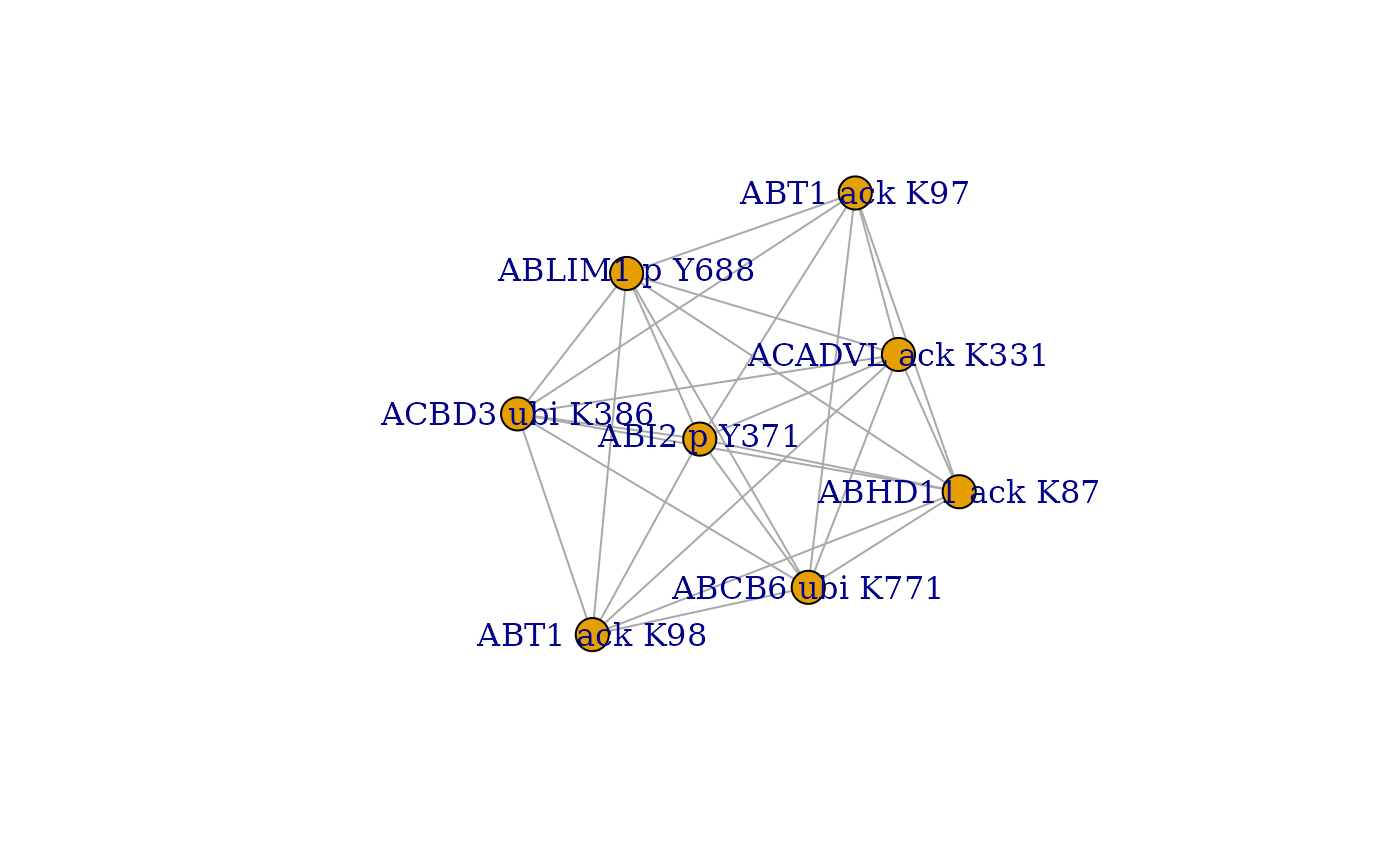 ABT1 ack K97
ABLIM1 p Y688
ACADVL ack K331
ACBD3 ubi K386
ABI2 p Y371
ABHD11 ack K87
ABCB6 ubi K771
ABT1 ack K98